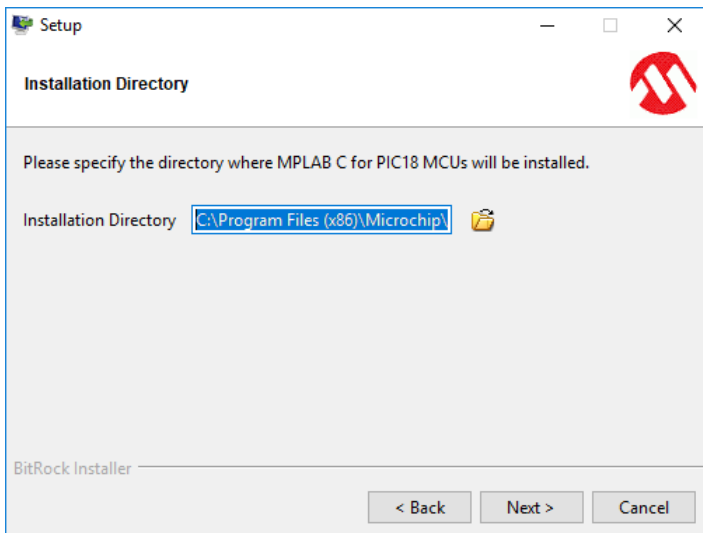 Setup
Installation Directory
Please specify the directory where MPLAB C for PIC18 MCUs will be installed.
Installation Directory C:\Program Files (x86)\Microchip\
BitRock Installer
< Back Next > Cancel